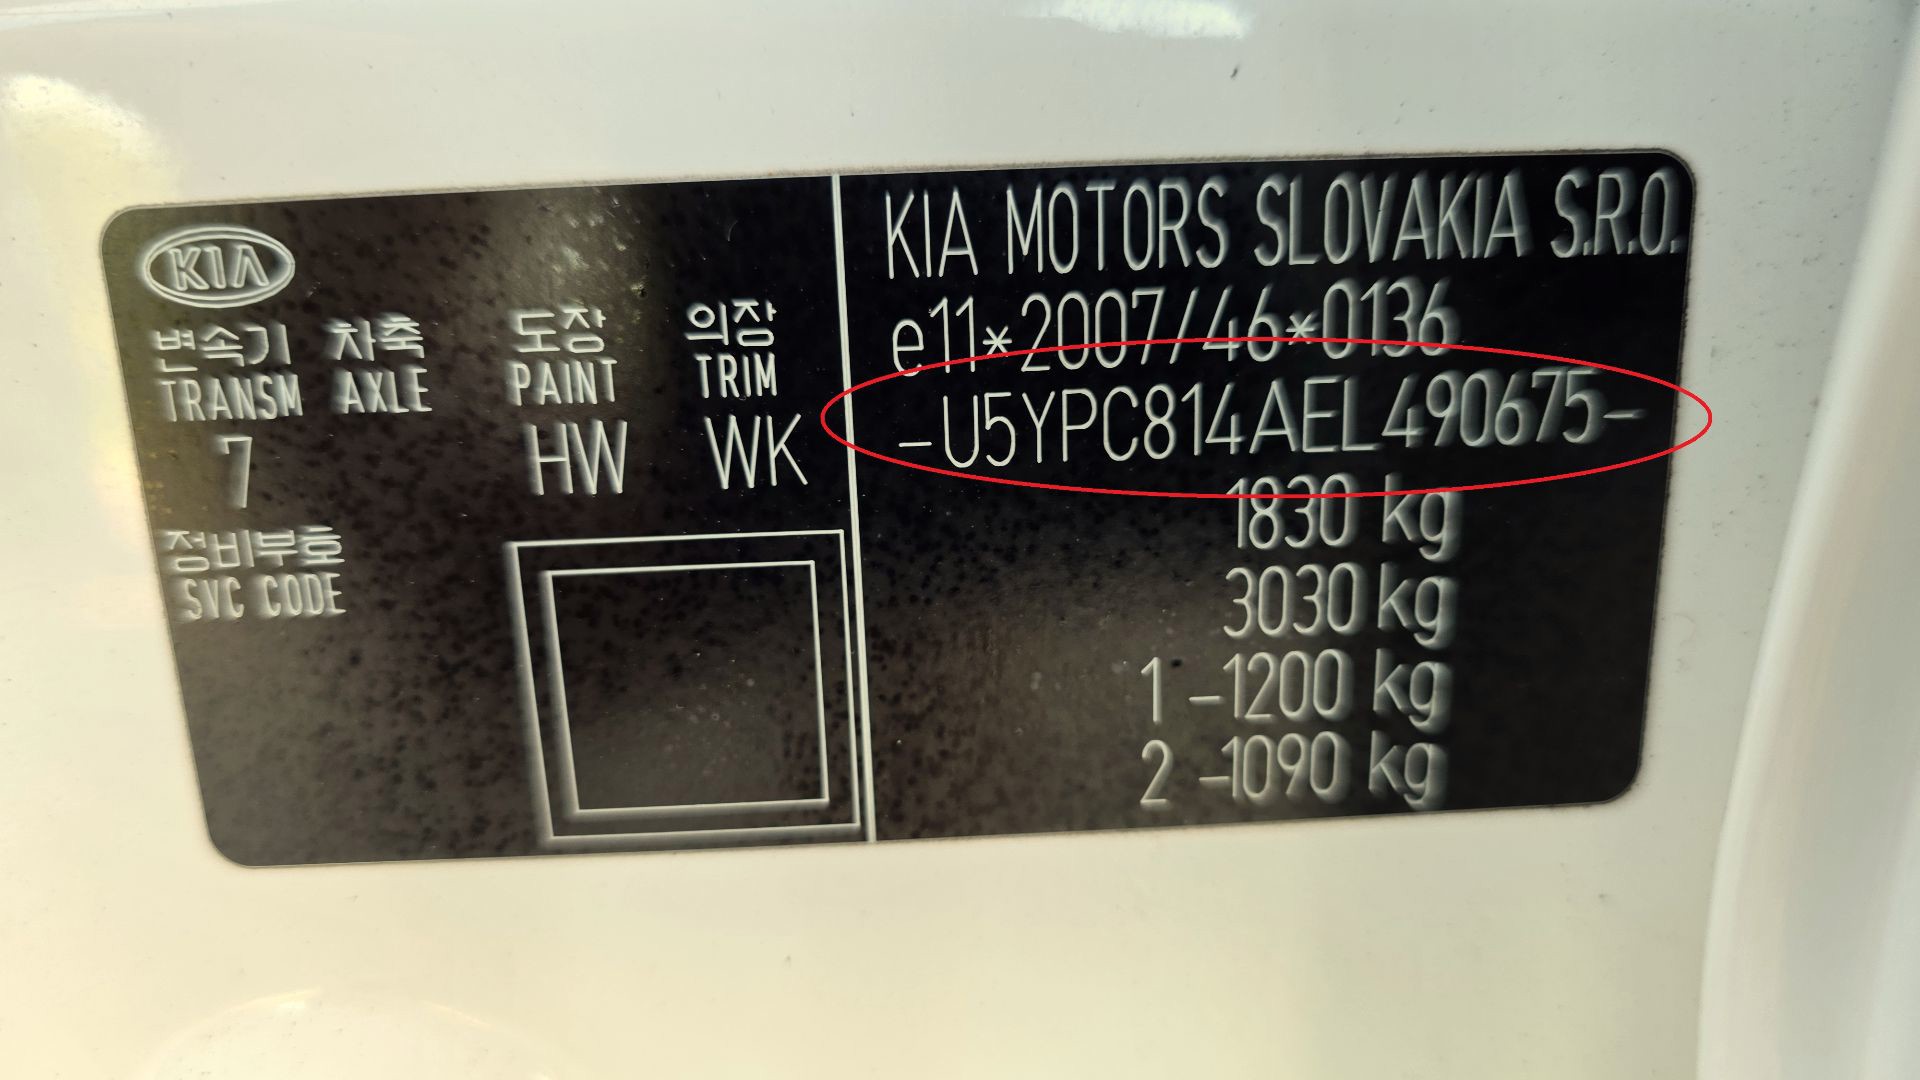 KIA
변속기 차축 도장 의장
TRANSM AXLE PAINT TRIM
7 HW WK
정비부호
SVC CODE
KIA MOTORS SLOVAKIA S.R.O.
e11*2007/46*0136
-U5YPC814AEL490675-
1830 kg
3030 kg
1 -1200 kg
2 -1090 kg